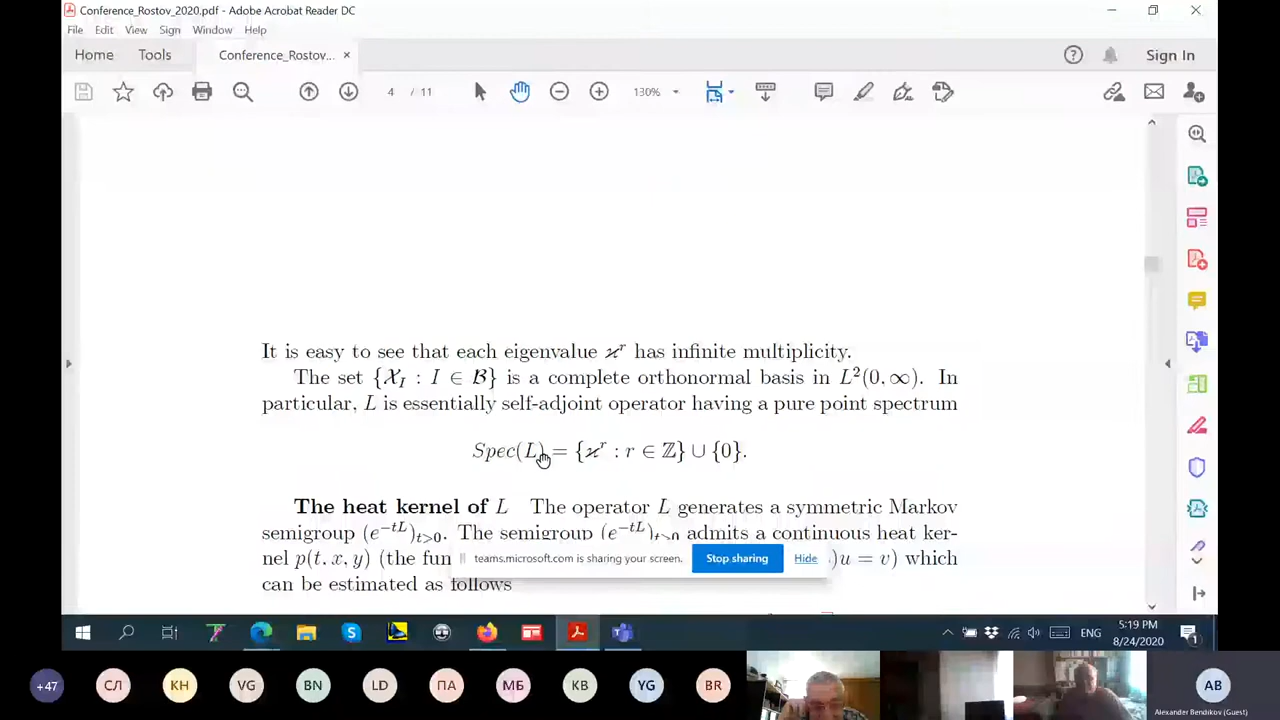 Conference_Rostov_2020.pdf - Adobe Acrobat Reader DC
File Edit View Sign Window Help
Home Tools Conference_Rostov... × Sign In
4 / 11 130%
It is easy to see that each eigenvalue ϰ^r has infinite multiplicity.
The set {X_I : I ∈ B} is a complete orthonormal basis in L²(0,∞). In
particular, L is essentially self-adjoint operator having a pure point spectrum
Spec(L) = {ϰ^r : r ∈ ℤ} ∪ {0}.
The heat kernel of L The operator L generates a symmetric Markov
semigroup (e^{-tL})_{t>0}. The semigroup (e^{-tL})_{t>0} admits a continuous heat ker-
nel p(t, x, y) (the fun )u = v) which
teams.microsoft.com is sharing your screen. Stop sharing Hide
can be estimated as follows
ENG 5:19 PM
8/24/2020
+47 СЛ КН VG BN LD ПА МБ КВ YG BR AB
Alexander Bendikov (Guest)